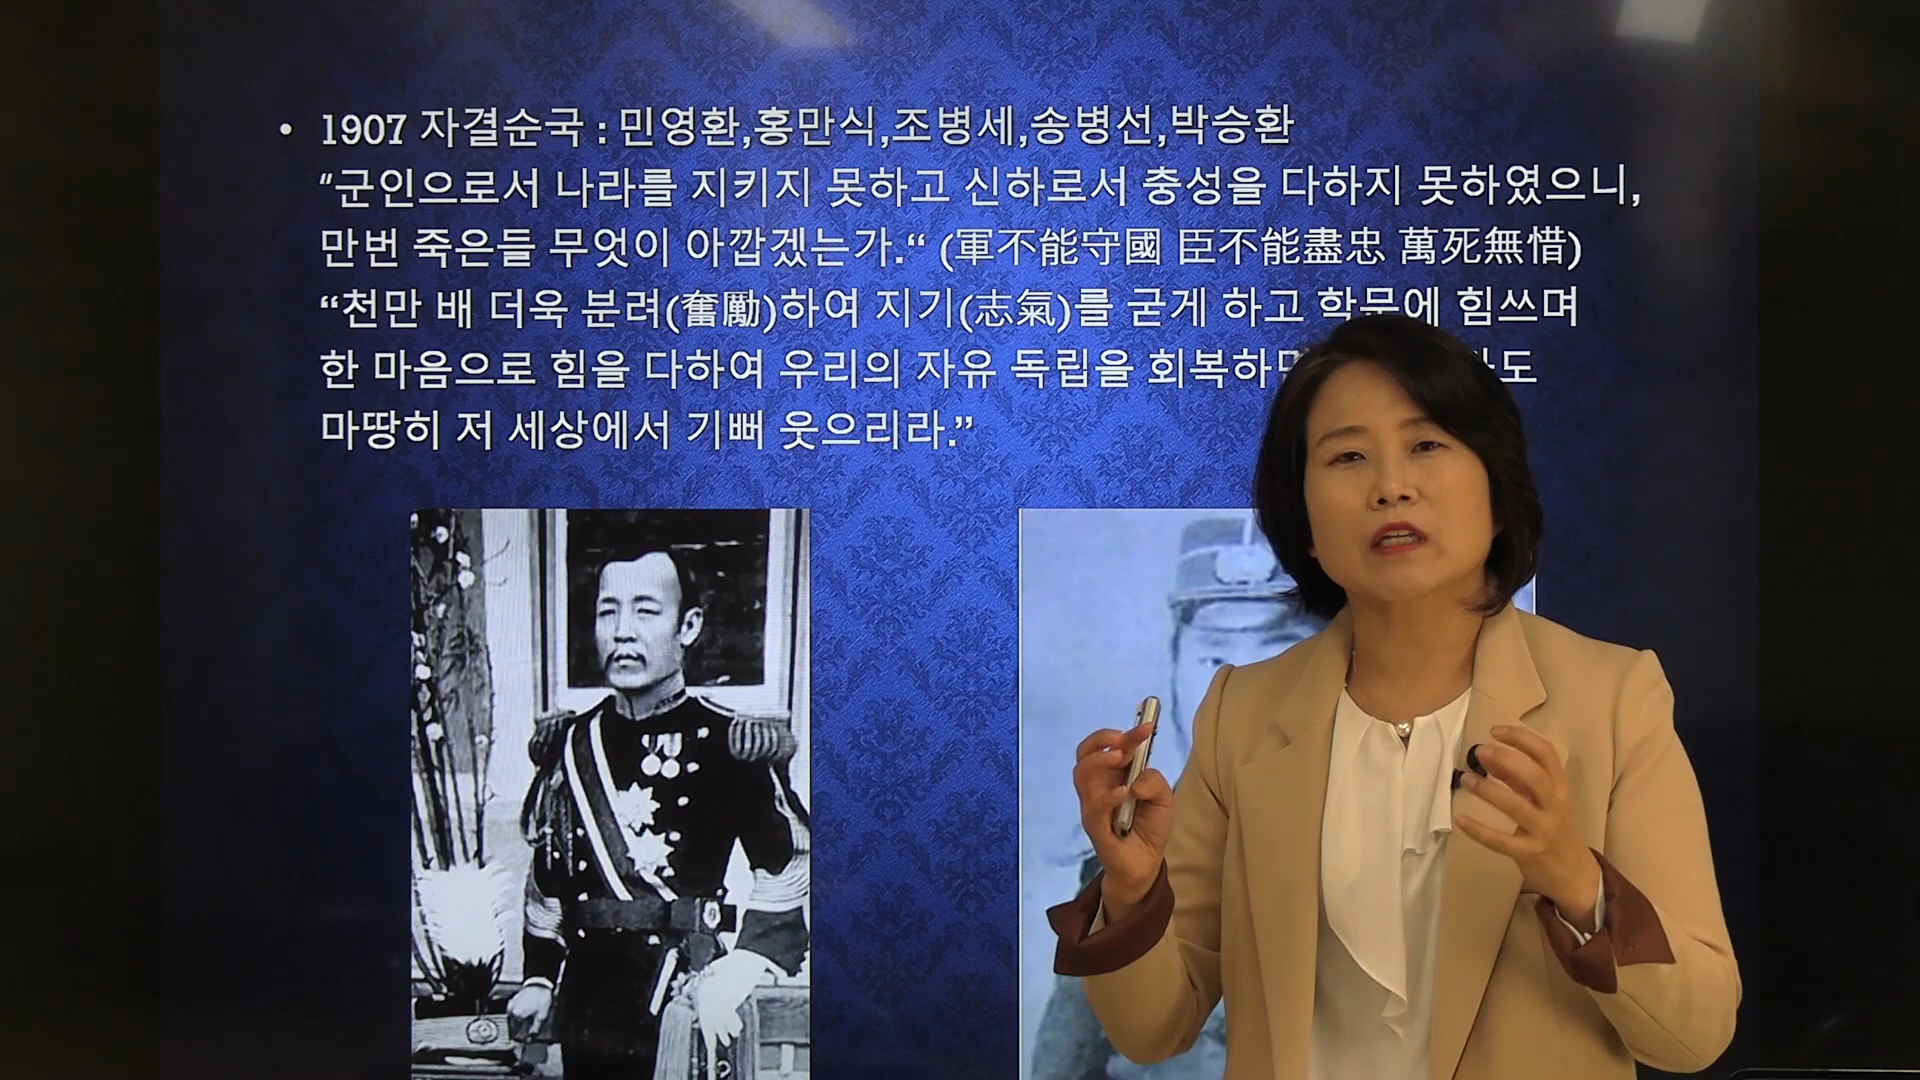 • 1907 자결순국 : 민영환,홍만식,조병세,송병선,박승환
"군인으로서 나라를 지키지 못하고 신하로서 충성을 다하지 못하였으니,
만번 죽은들 무엇이 아깝겠는가.“ (軍不能守國 臣不能盡忠 萬死無惜)
“천만 배 더욱 분려(奮勵)하여 지기(志氣)를 굳게 하고 학문에 힘쓰며
한 마음으로 힘을 다하여 우리의 자유 독립을 회복하면
마땅히 저 세상에서 기뻐 웃으리라.”